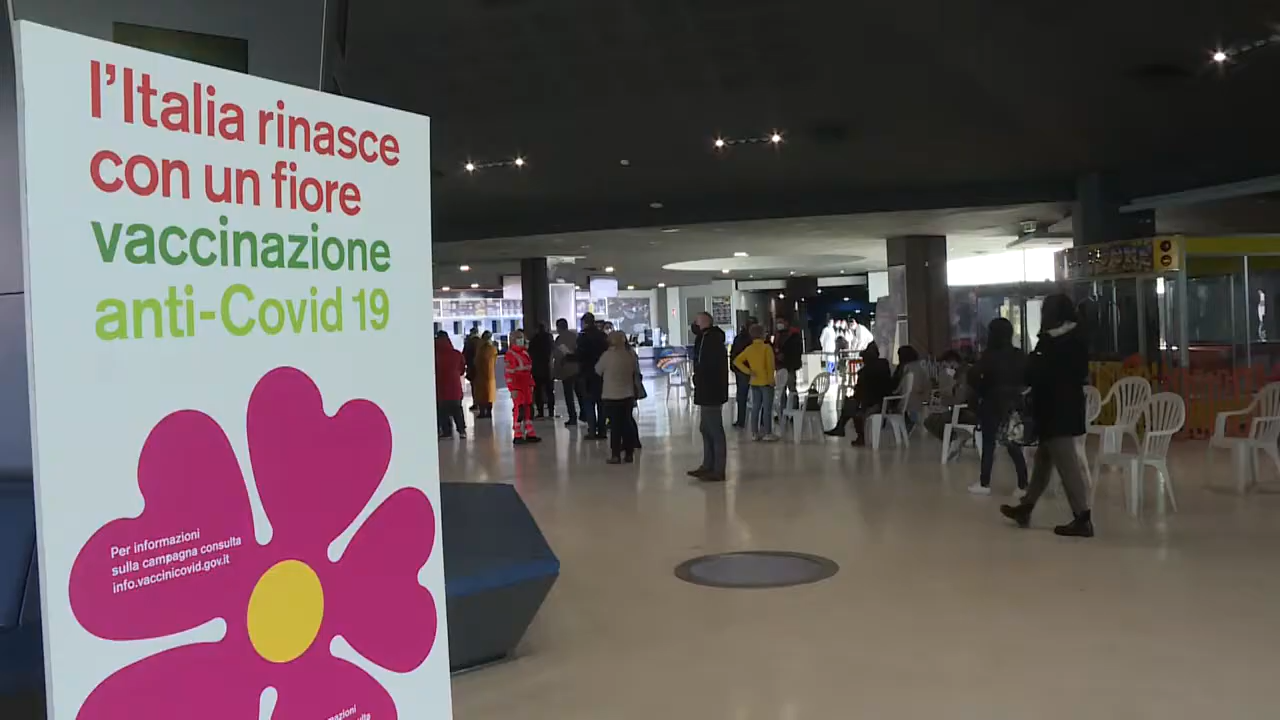 l'Italia rinasce
con un fiore
vaccinazione
anti-Covid 19
Per informazioni
sulla campagna consulta
info.vaccinicovid.gov.it